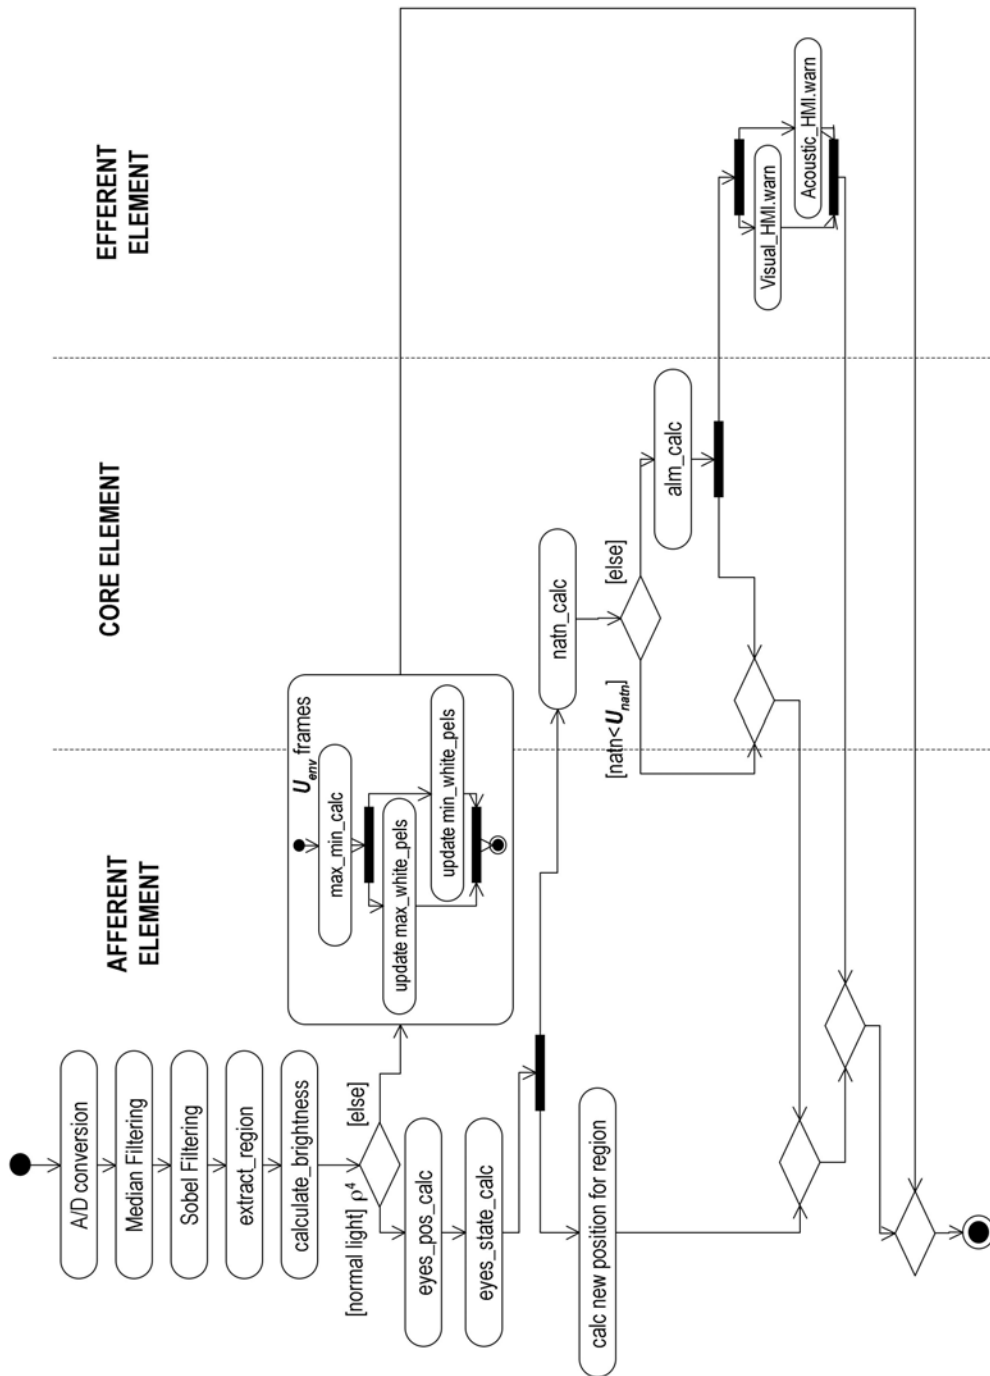 AFFERENT
ELEMENT
CORE ELEMENT
EFFERENT
ELEMENT
A/D conversion
Median Filtering
Sobel Filtering
extract_region
calculate_brightness
[normal light] ρ⁴
[else]
U_env frames
max_min_calc
update max_white_pels
update min_white_pels
eyes_pos_calc
eyes_state_calc
calc new position for region
natn_calc
[natn<U_natn]
[else]
alm_calc
Visual_HMI.warn
Acoustic_HMI.warn